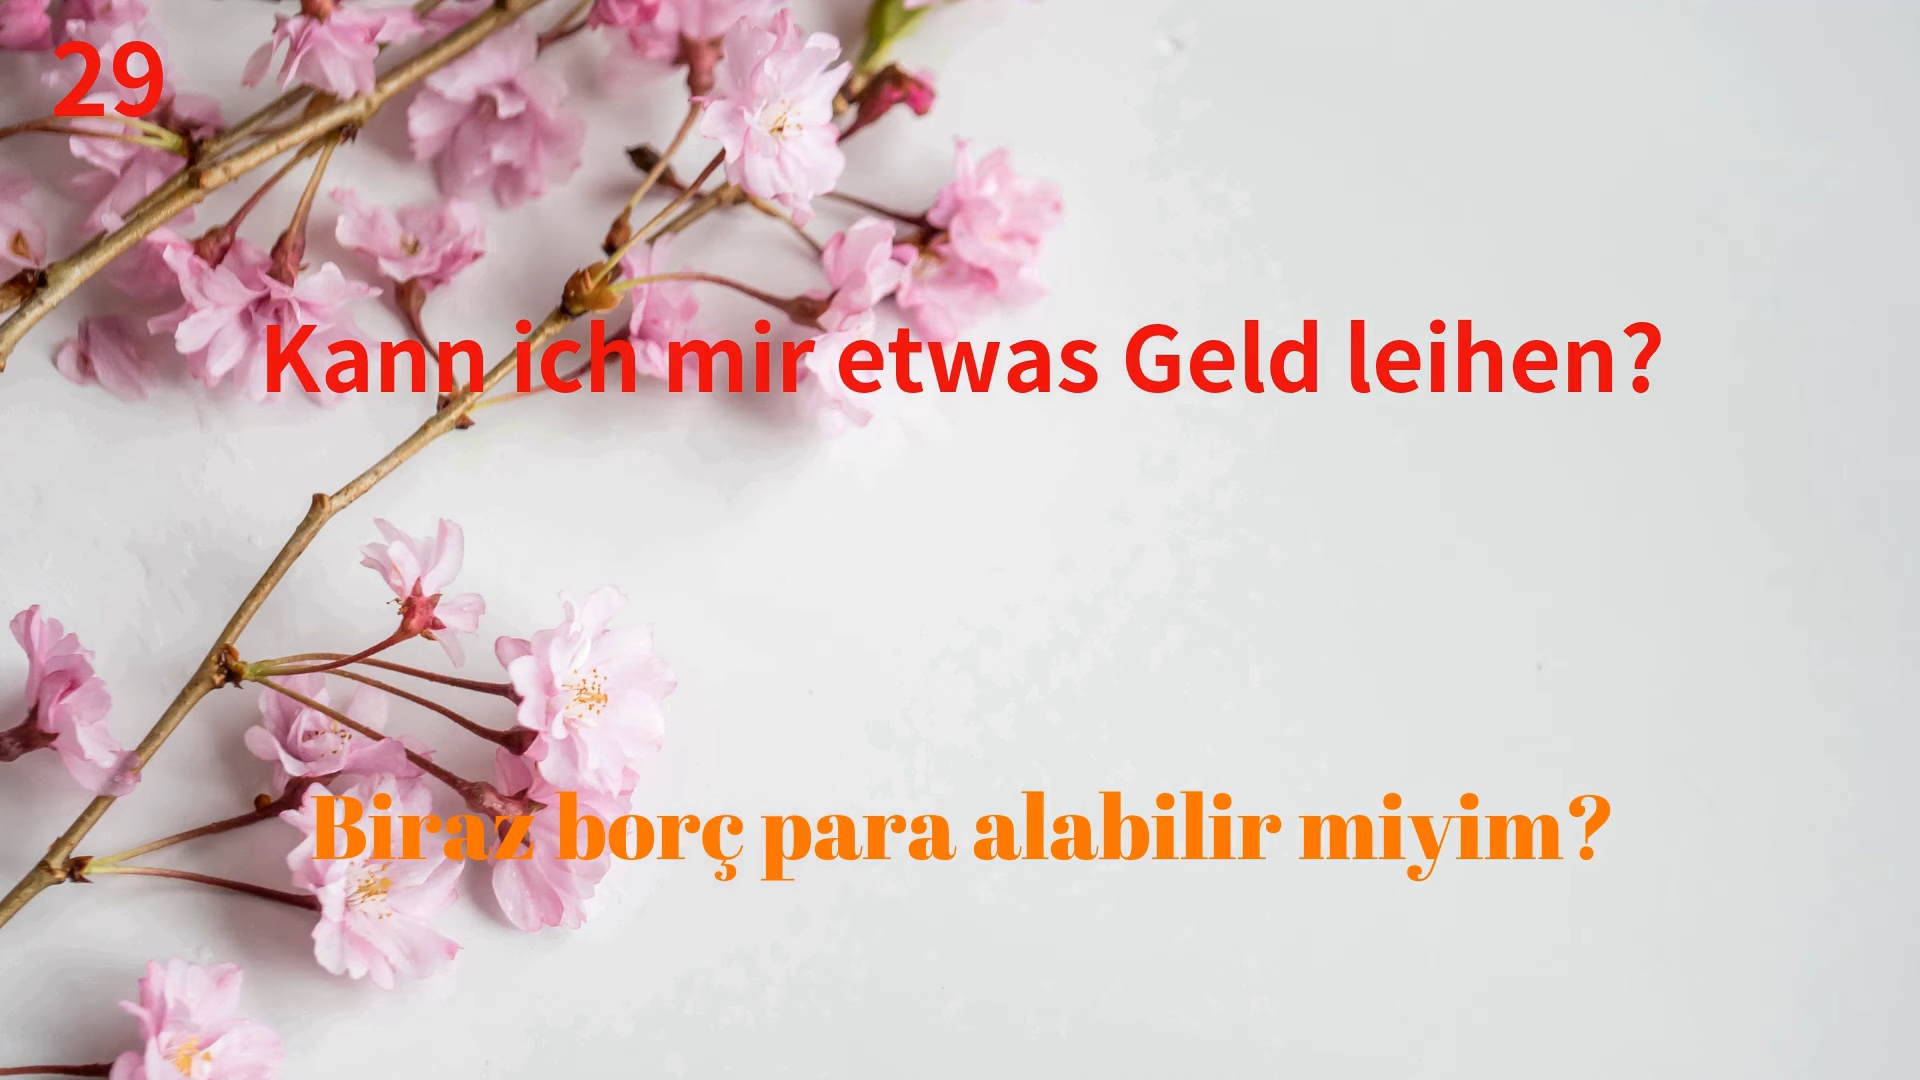 29
Kann ich mir etwas Geld leihen?
Biraz borç para alabilir miyim?